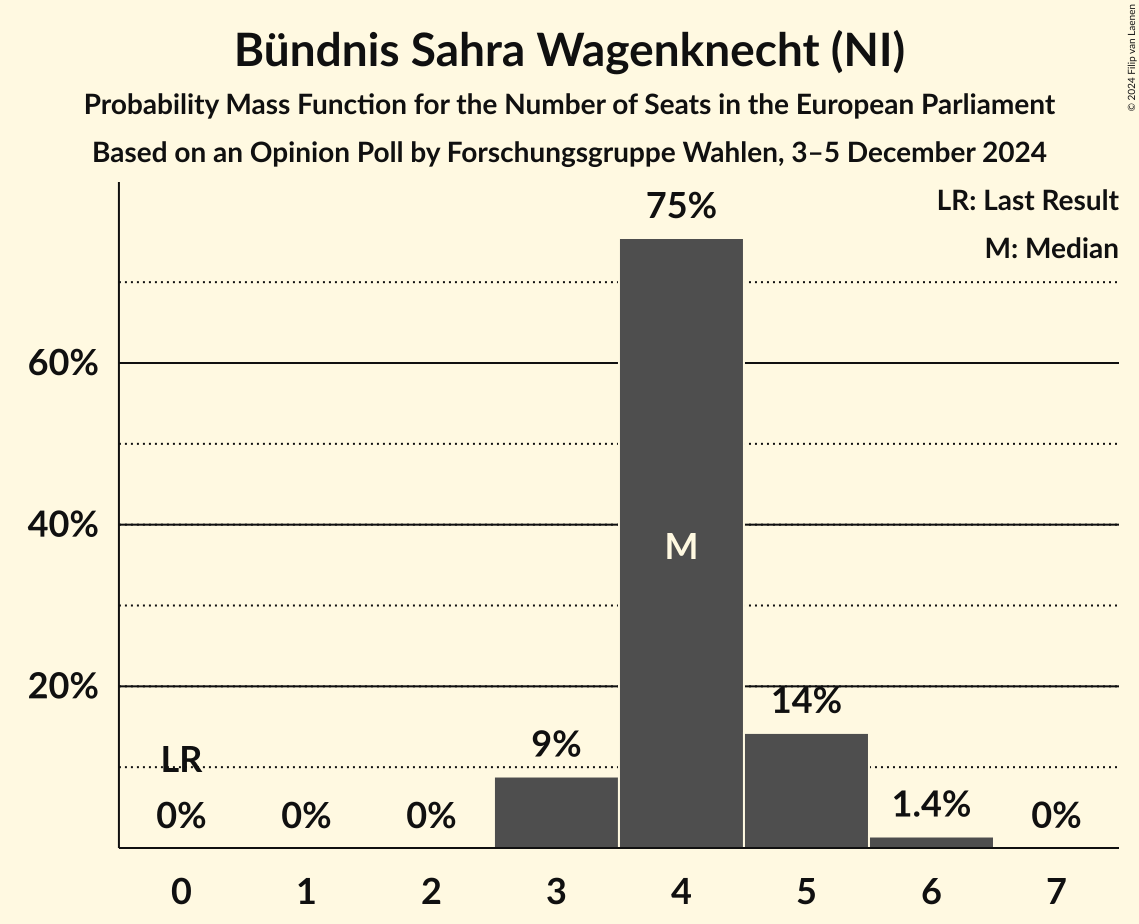 Bündnis Sahra Wagenknecht (NI)
Probability Mass Function for the Number of Seats in the European Parliament
Based on an Opinion Poll by Forschungsgruppe Wahlen, 3–5 December 2024
© 2024 Filip van Laenen
LR: Last Result
M: Median
75%
60%
40%
M
20%
14%
9%
LR
1.4%
0% 0% 0% 0%
0 1 2 3 4 5 6 7